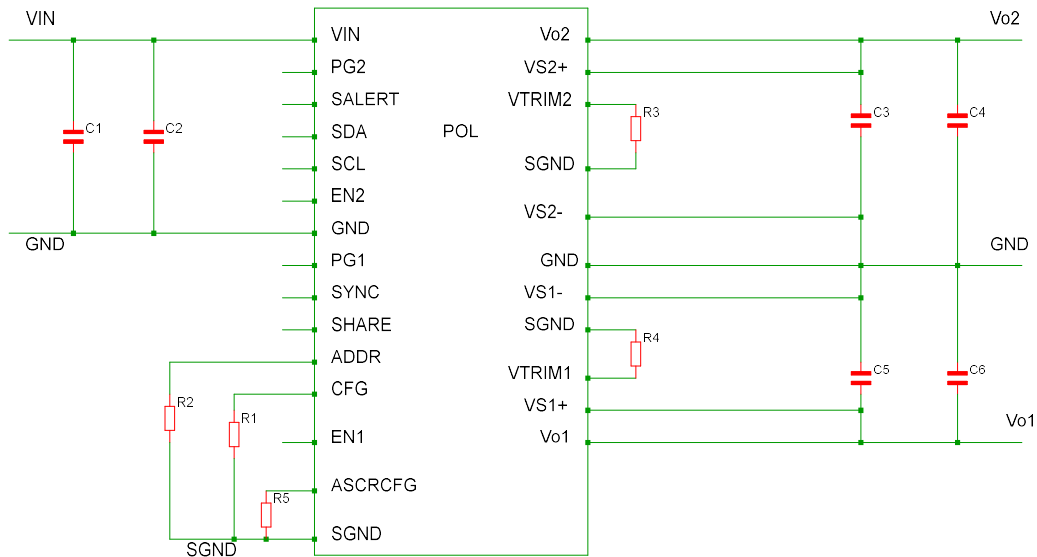 VIN
VIN
Vo2
Vo2
PG2
VS2+
SALERT
VTRIM2
C1
C2
SDA
POL
R3
C3
C4
SCL
SGND
EN2
VS2-
GND
GND
GND
GND
PG1
SYNC
VS1-
SHARE
SGND
R4
ADDR
VTRIM1
C5
C6
CFG
R2
R1
VS1+
Vo1
EN1
Vo1
ASCRCFG
R5
SGND
SGND